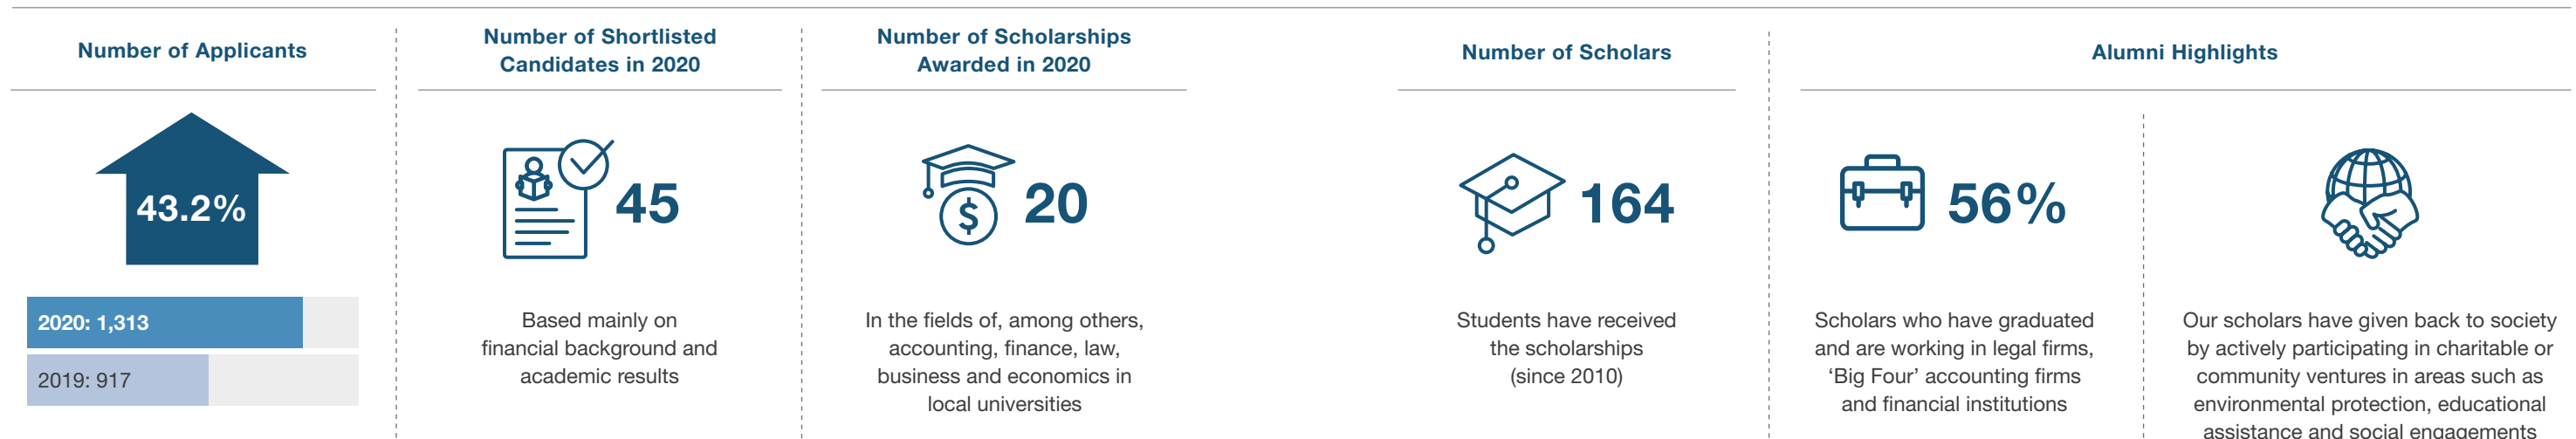 Number of Applicants
43.2%
2020: 1,313
2019: 917
Number of Shortlisted
Candidates in 2020
45
Based mainly on
financial background and
academic results
Number of Scholarships
Awarded in 2020
$
20
In the fields of, among others,
accounting, finance, law,
business and economics in
local universities
Number of Scholars
164
Students have received
the scholarships
(since 2010)
Alumni Highlights
56%
Scholars who have graduated
and are working in legal firms,
‘Big Four’ accounting firms
and financial institutions
Our scholars have given back to society
by actively participating in charitable or
community ventures in areas such as
environmental protection, educational
assistance and social engagements